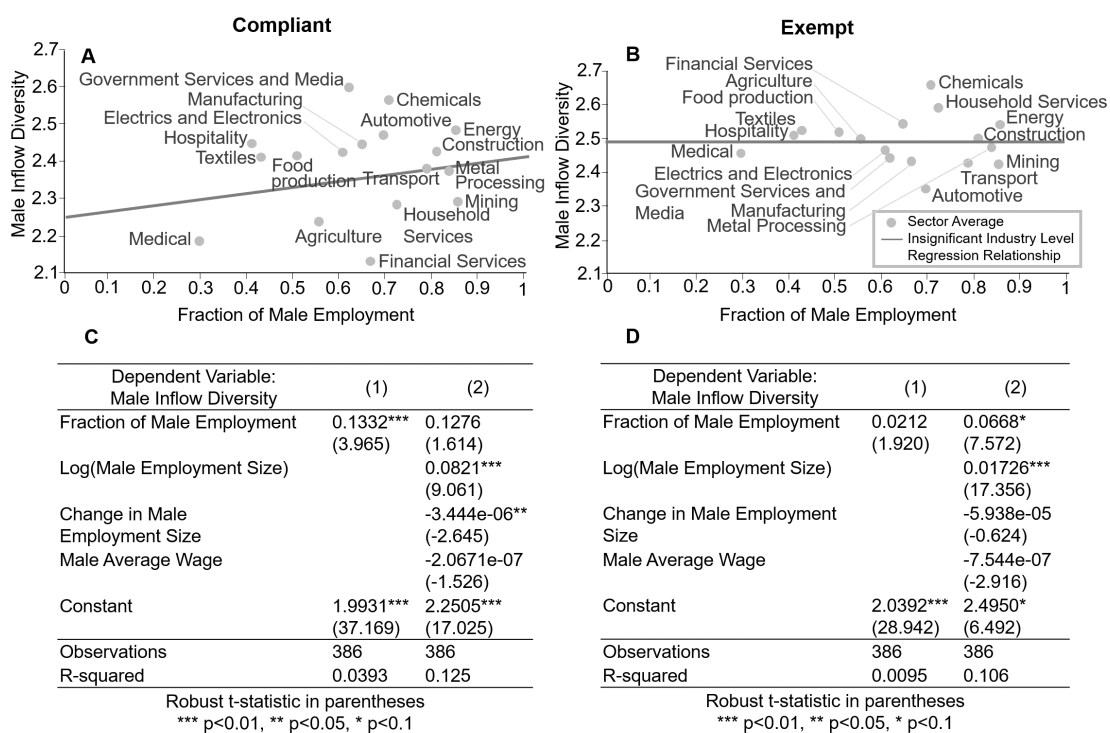 Compliant
A
Male Inflow Diversity
2.7
2.6
2.5
2.4
2.3
2.2
2.1
Government Services and Media
Manufacturing
Chemicals
Electrics and Electronics
Automotive
Energy
Hospitality
Construction
Textiles
Food
production
Transport
Metal
Processing
Mining
Household
Services
Medical
Agriculture
Financial Services
0 0.1 0.2 0.3 0.4 0.5 0.6 0.7 0.8 0.9 1
Fraction of Male Employment
Exempt
B
Male Inflow Diversity
2.7
2.6
2.5
2.4
2.3
2.2
2.1
Financial Services
Agriculture
Chemicals
Food production
Household Services
Textiles
Energy
Hospitality
Construction
Medical
Mining
Electrics and Electronics
Transport
Government Services and
Media
Automotive
Manufacturing
Metal Processing
Sector Average
Insignificant Industry Level
Regression Relationship
0 0.1 0.2 0.3 0.4 0.5 0.6 0.7 0.8 0.9 1
Fraction of Male Employment
C
Dependent Variable:
Male Inflow Diversity (1) (2)
Fraction of Male Employment 0.1332*** 0.1276
(3.965) (1.614)
Log(Male Employment Size) 0.0821***
(9.061)
Change in Male -3.444e-06**
Employment Size (-2.645)
Male Average Wage -2.0671e-07
(-1.526)
Constant 1.9931*** 2.2505***
(37.169) (17.025)
Observations 386 386
R-squared 0.0393 0.125
Robust t-statistic in parentheses
*** p<0.01, ** p<0.05, * p<0.1
D
Dependent Variable:
Male Inflow Diversity (1) (2)
Fraction of Male Employment 0.0212 0.0668*
(1.920) (7.572)
Log(Male Employment Size) 0.01726***
(17.356)
Change in Male Employment -5.938e-05
Size (-0.624)
Male Average Wage -7.544e-07
(-2.916)
Constant 2.0392*** 2.4950*
(28.942) (6.492)
Observations 386 386
R-squared 0.0095 0.106
Robust t-statistic in parentheses
*** p<0.01, ** p<0.05, * p<0.1